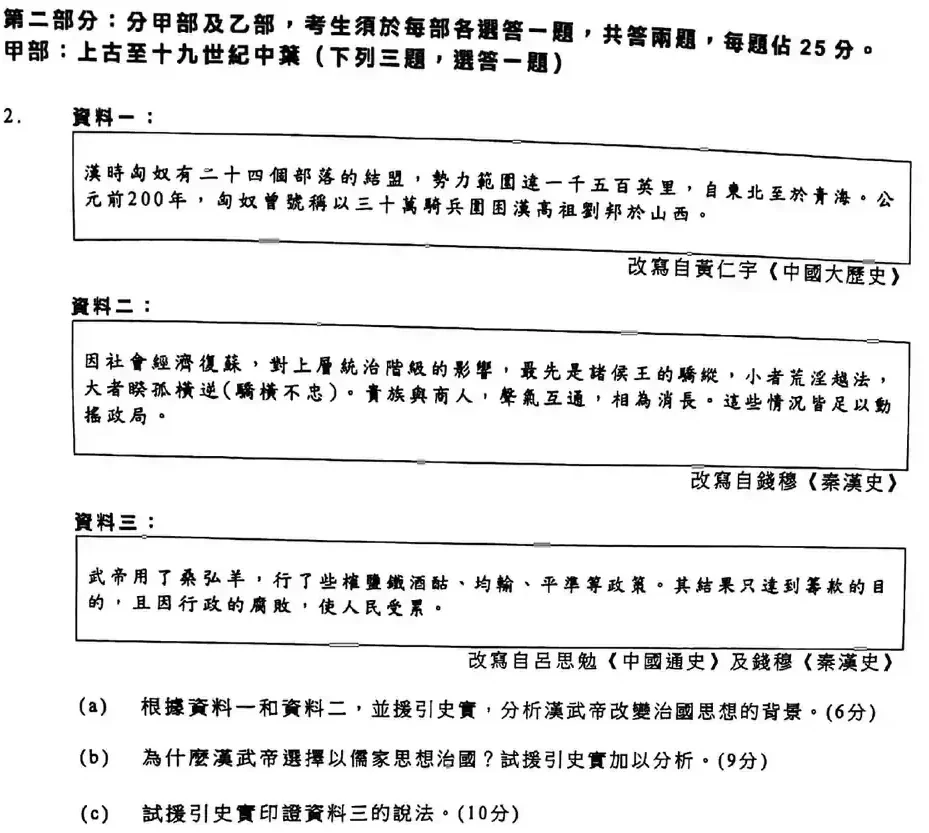 第二部分：分甲部及乙部，考生須於每部各選答一題，共答兩題，每題佔 25 分。
甲部：上古至十九世紀中葉（下列三題，選答一題）
2.
資料一：
漢時匈奴有二十四個部落的結盟，勢力範圍達一千五百英里，自東北至於青海。公
元前200年，匈奴曾號稱以三十萬騎兵圍困漢高祖劉邦於山西。
改寫自黃仁宇《中國大歷史》
資料二：
因社會經濟復蘇，對上層統治階級的影響，最先是諸侯王的驕縱，小者荒淫越法，
大者睽孤橫逆(驕橫不忠)。貴族與商人，聲氣互通，相為消長。這些情況皆足以動
搖政局。
改寫自錢穆《秦漢史》
資料三：
武帝用了桑弘羊，行了些榷鹽鐵酒酤、均輸、平準等政策。其結果只達到籌款的目
的，且因行政的腐敗，使人民受累。
改寫自呂思勉《中國通史》及錢穆《秦漢史》
(a) 根據資料一和資料二，並援引史實，分析漢武帝改變治國思想的背景。(6分)
(b) 為什麼漢武帝選擇以儒家思想治國？試援引史實加以分析。(9分)
(c) 試援引史實印證資料三的說法。(10分)